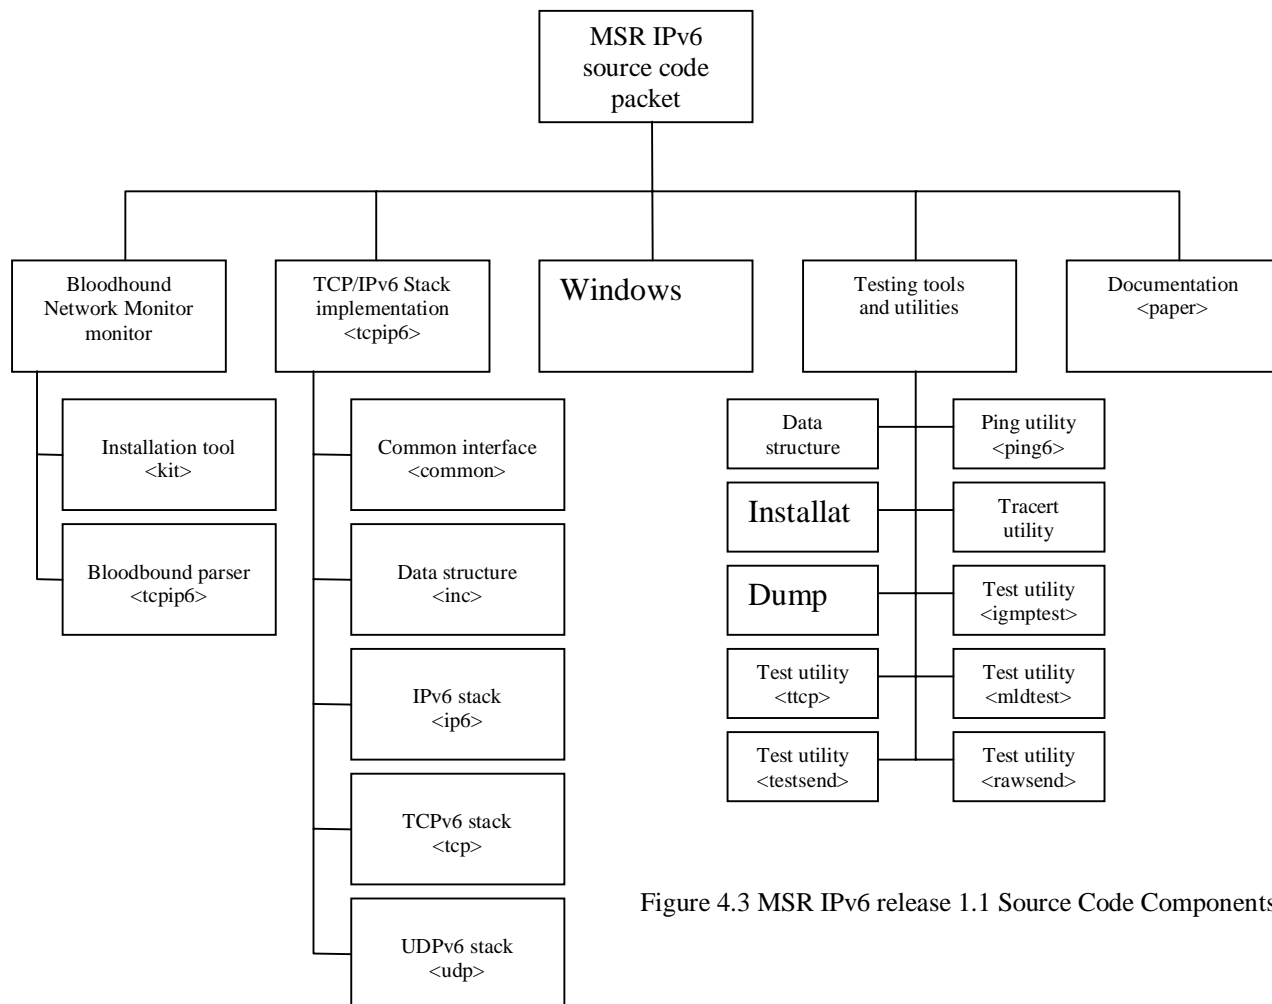 MSR IPv6
source code
packet
Bloodhound
Network Monitor
monitor
TCP/IPv6 Stack
implementation
<tcpip6>
Windows
Testing tools
and utilities
Documentation
<paper>
Installation tool
<kit>
Bloodbound parser
<tcpip6>
Common interface
<common>
Data structure
<inc>
IPv6 stack
<ip6>
TCPv6 stack
<tcp>
UDPv6 stack
<udp>
Data
structure
Ping utility
<ping6>
Installat
Tracert
utility
Dump
Test utility
<igmptest>
Test utility
<ttcp>
Test utility
<mldtest>
Test utility
<testsend>
Test utility
<rawsend>
Figure 4.3 MSR IPv6 release 1.1 Source Code Components